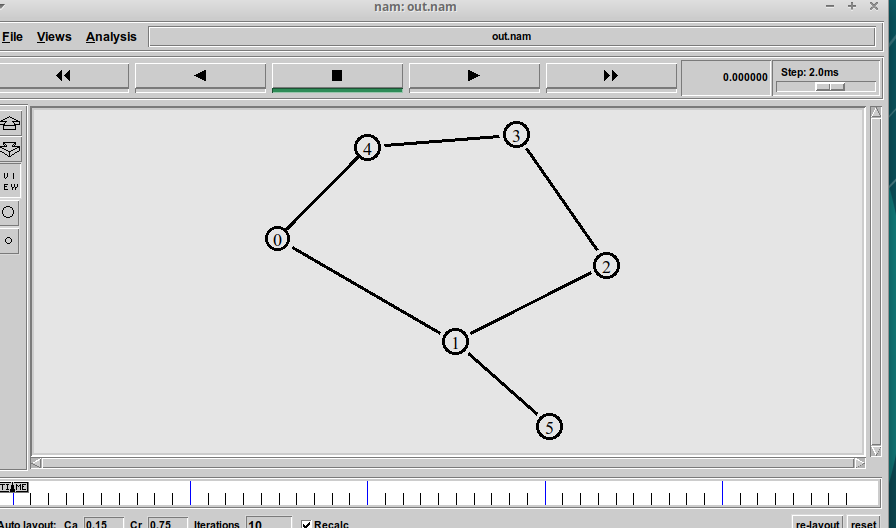 nam: out.nam
File Views Analysis out.nam
0.000000 Step: 2.0ms
4 3
VIEW
0
2
1
5
TIME
Auto layout: Ca 0.15 Cr 0.75 Iterations 10 Recalc re-layout reset